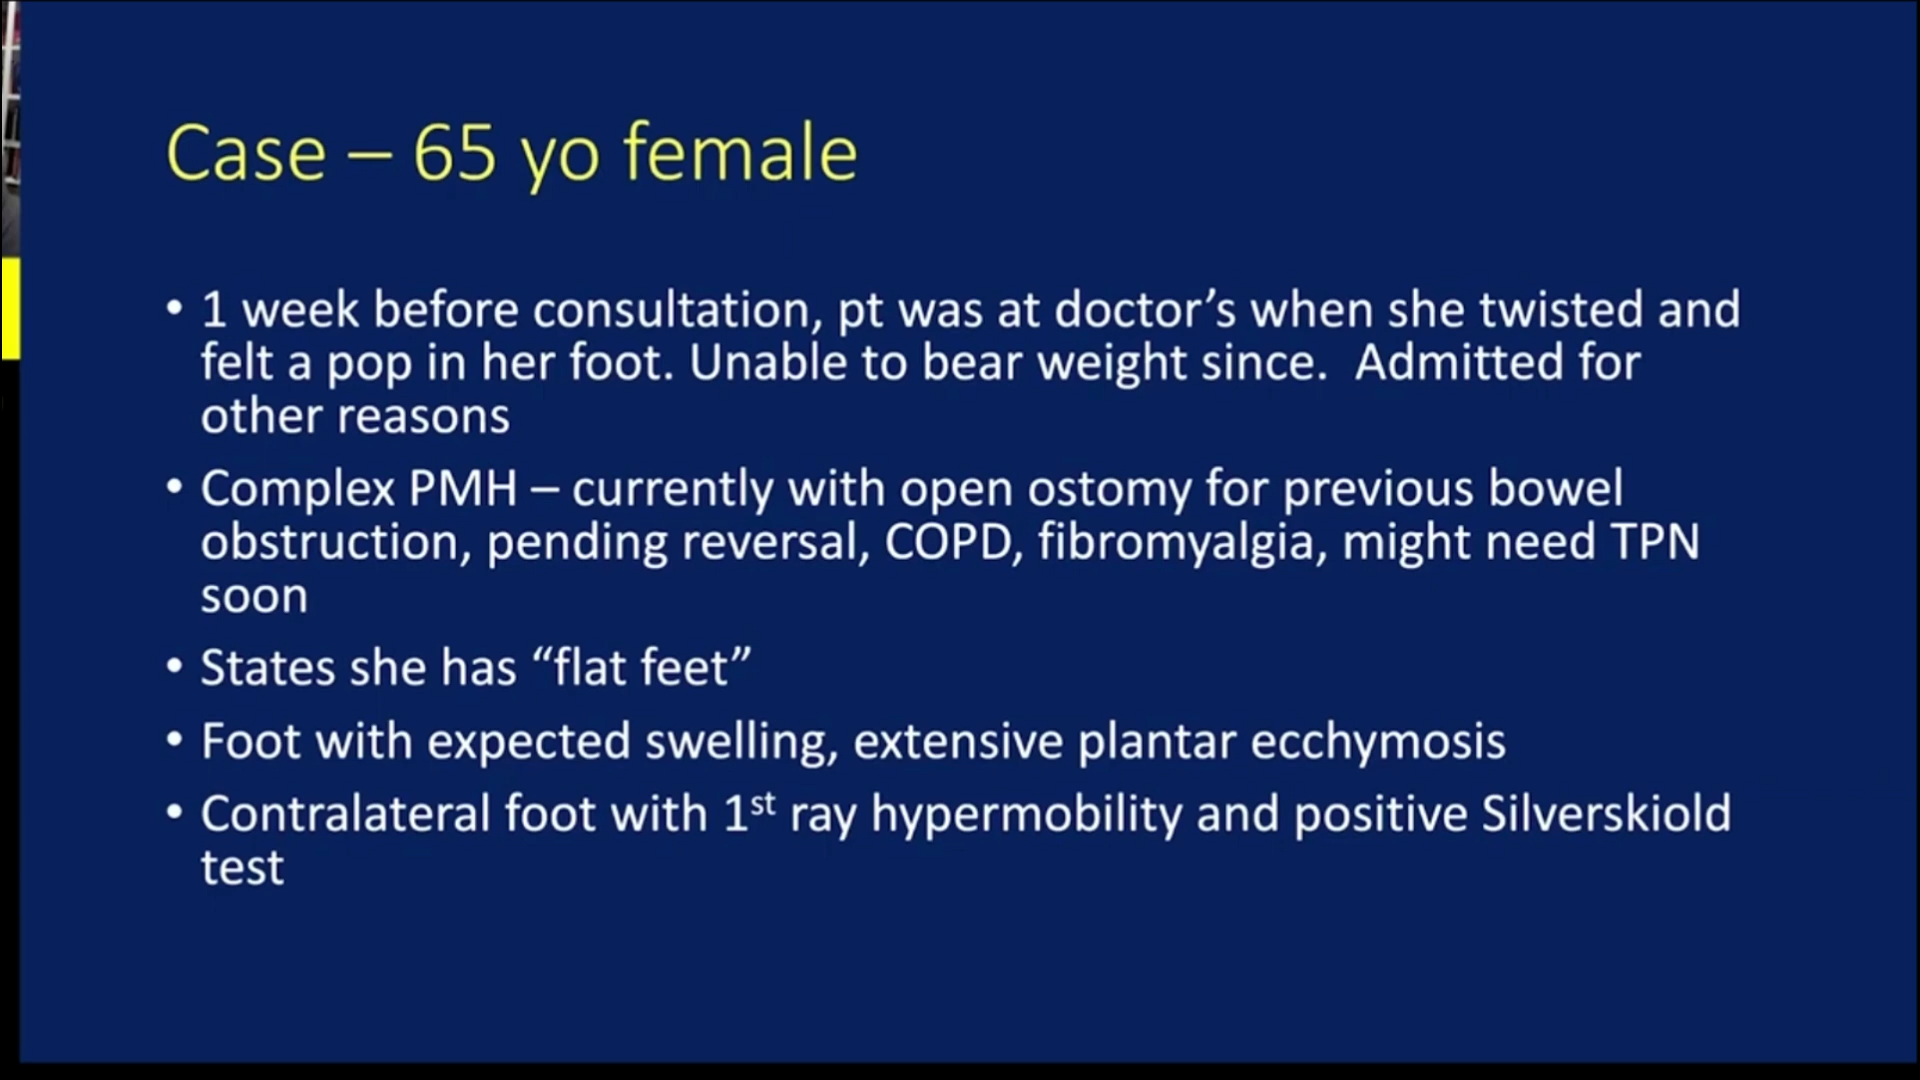 Case – 65 yo female
• 1 week before consultation, pt was at doctor’s when she twisted and
felt a pop in her foot. Unable to bear weight since.  Admitted for
other reasons
• Complex PMH – currently with open ostomy for previous bowel
obstruction, pending reversal, COPD, fibromyalgia, might need TPN
soon
• States she has “flat feet”
• Foot with expected swelling, extensive plantar ecchymosis
• Contralateral foot with 1st ray hypermobility and positive Silverskiold
test